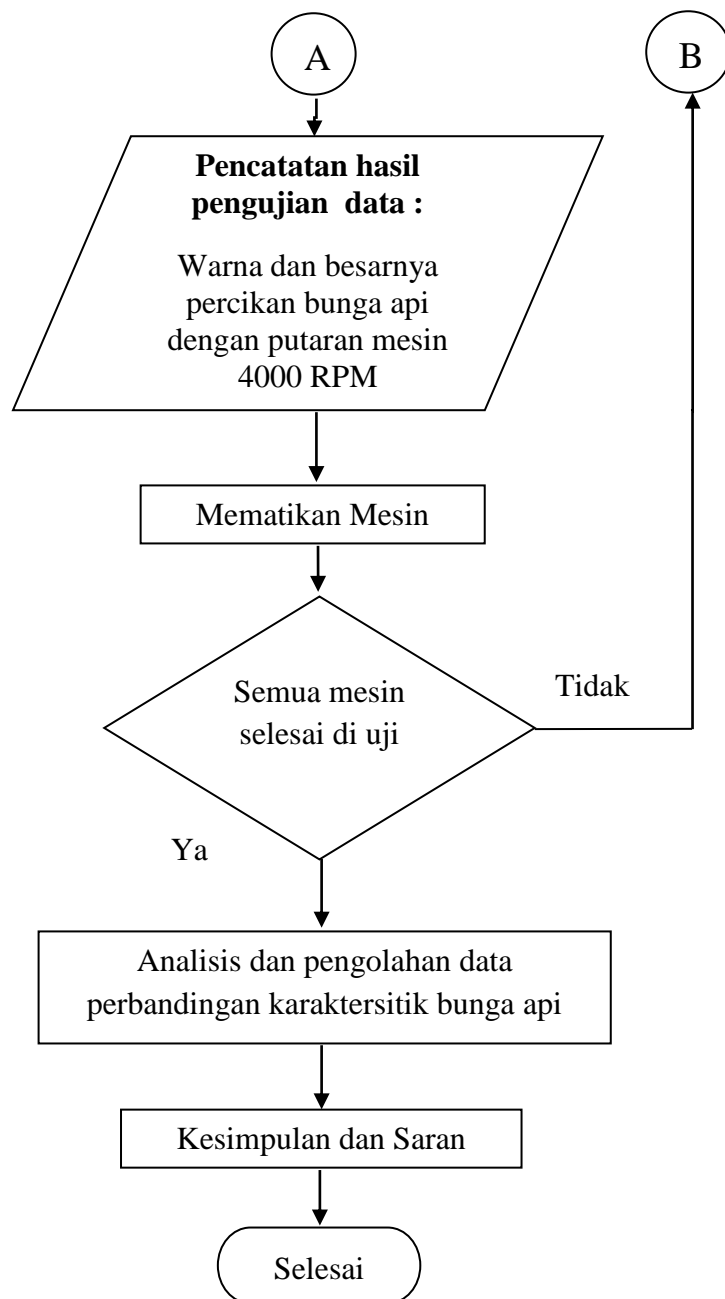 A
B
Pencatatan hasil
pengujian data :
Warna dan besarnya
percikan bunga api
dengan putaran mesin
4000 RPM
Mematikan Mesin
Semua mesin
selesai di uji
Tidak
Ya
Analisis dan pengolahan data
perbandingan karaktersitik bunga api
Kesimpulan dan Saran
Selesai